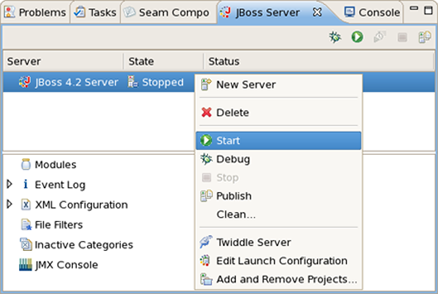 Problems Tasks Seam Compo JBoss Server Console
Server State Status
JBoss 4.2 Server Stopped
New Server
Delete
Start
Debug
Stop
Publish
Clean...
Twiddle Server
Edit Launch Configuration
Add and Remove Projects...
Modules
Event Log
XML Configuration
File Filters
Inactive Categories
JMX Console